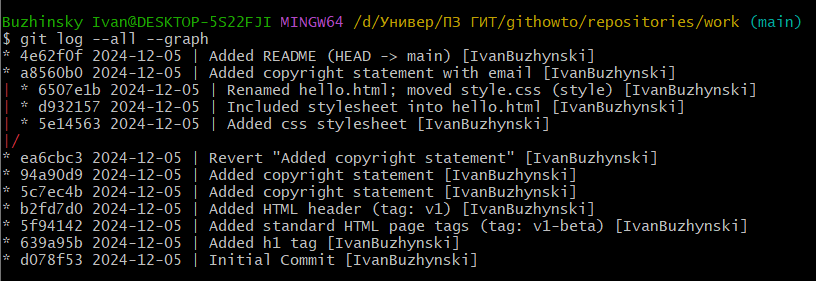 Buzhinsky Ivan@DESKTOP-5S22FJI MINGW64 /d/Универ/ПЗ ГИТ/githowto/repositories/work (main)
$ git log --all --graph
* 4e62f0f 2024-12-05 | Added README (HEAD -> main) [IvanBuzhynski]
* a8560b0 2024-12-05 | Added copyright statement with email [IvanBuzhynski]
| * 6507e1b 2024-12-05 | Renamed hello.html; moved style.css (style) [IvanBuzhynski]
| * d932157 2024-12-05 | Included stylesheet into hello.html [IvanBuzhynski]
| * 5e14563 2024-12-05 | Added css stylesheet [IvanBuzhynski]
|/
* ea6cbc3 2024-12-05 | Revert "Added copyright statement" [IvanBuzhynski]
* 94a90d9 2024-12-05 | Added copyright statement [IvanBuzhynski]
* 5c7ec4b 2024-12-05 | Added copyright statement [IvanBuzhynski]
* b2fd7d0 2024-12-05 | Added HTML header (tag: v1) [IvanBuzhynski]
* 5f94142 2024-12-05 | Added standard HTML page tags (tag: v1-beta) [IvanBuzhynski]
* 639a95b 2024-12-05 | Added h1 tag [IvanBuzhynski]
* d078f53 2024-12-05 | Initial Commit [IvanBuzhynski]